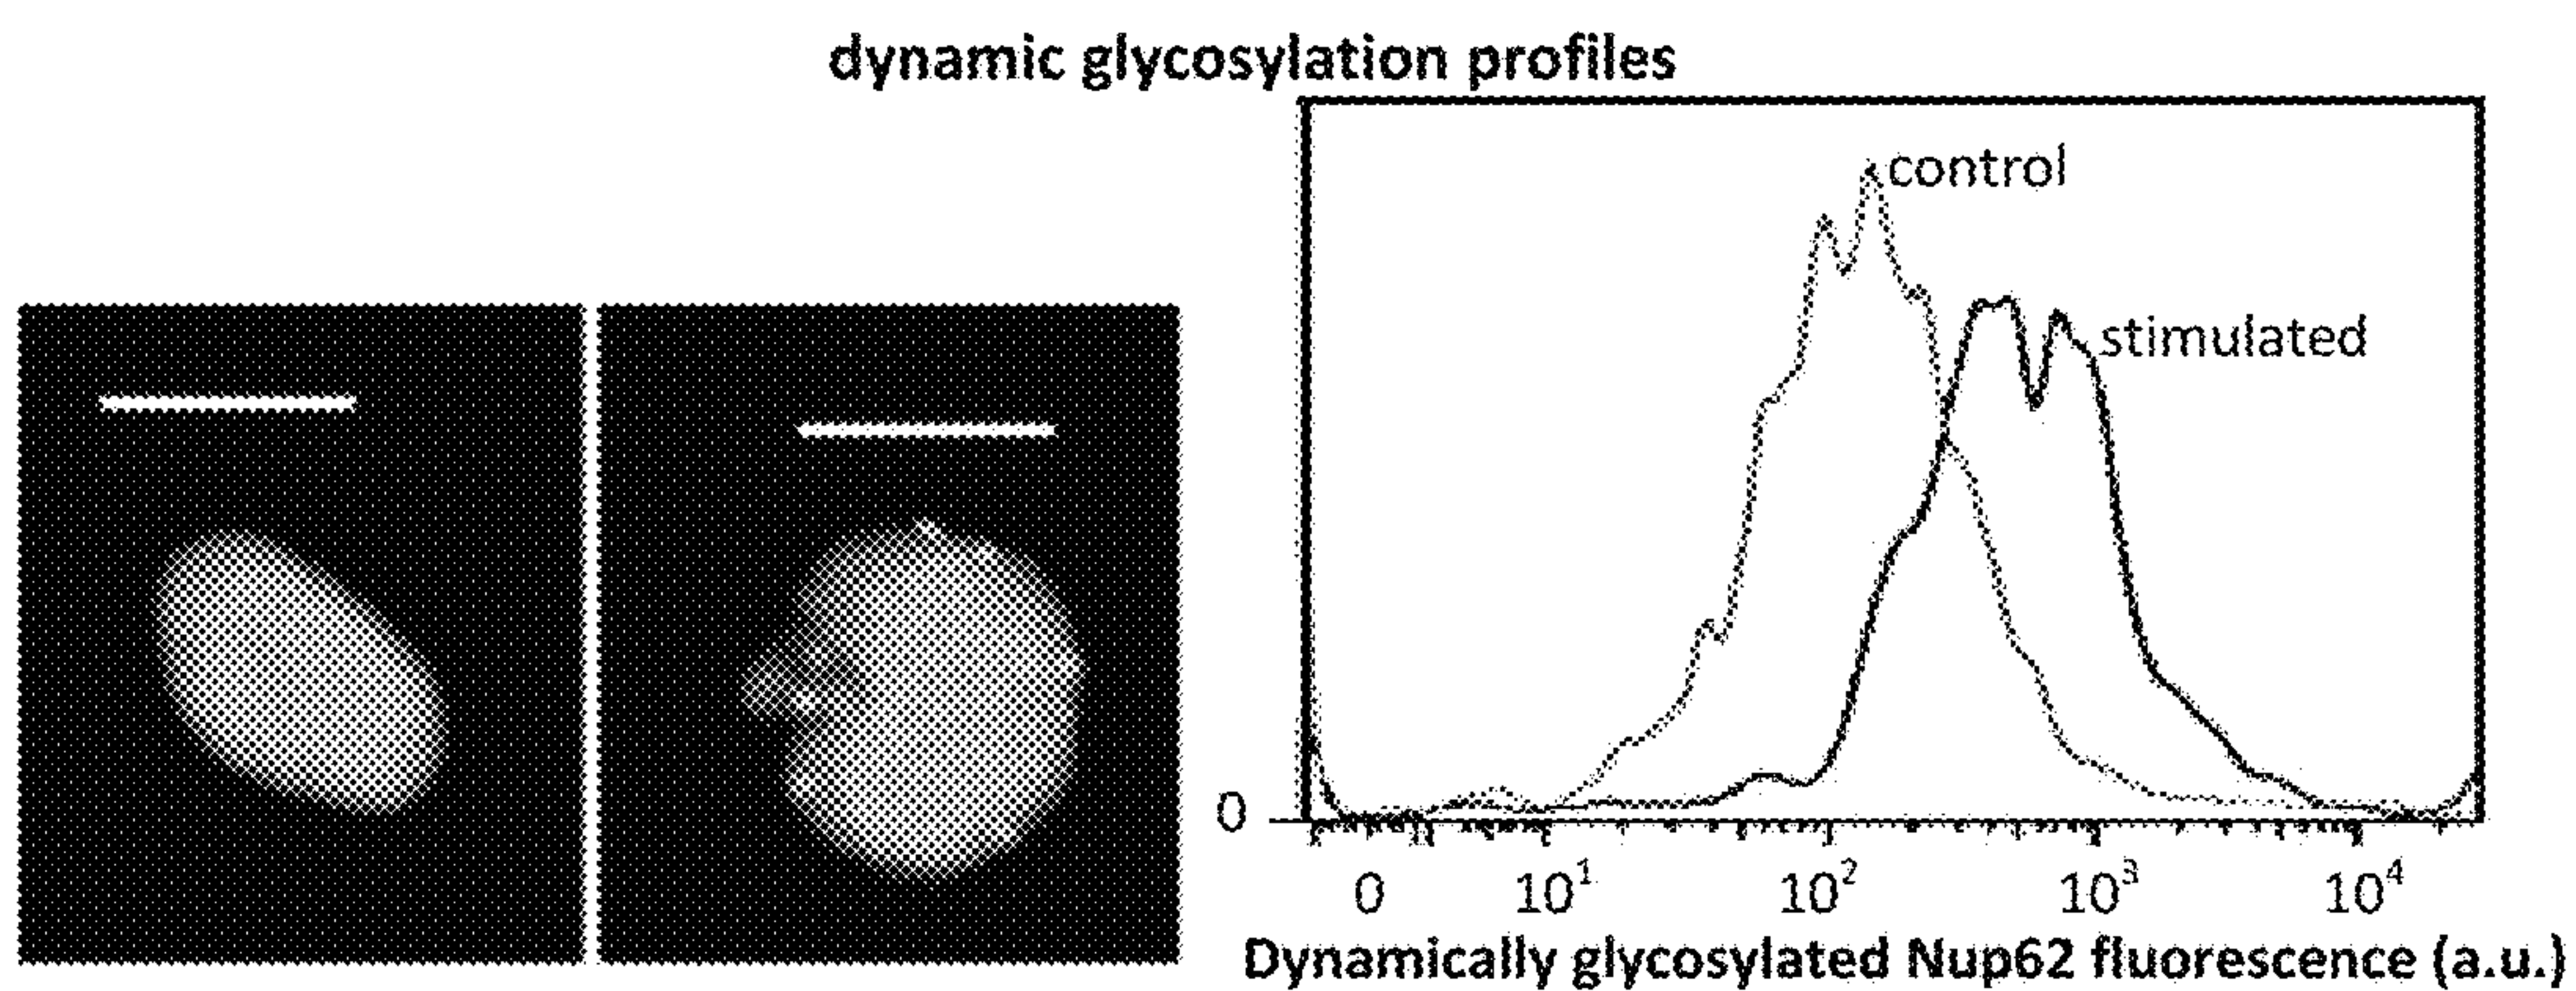 dynamic glycosylation profiles
control
stimulated
0
0 10¹ 10² 10³ 10⁴
Dynamically glycosylated Nup62 fluorescence (a.u.)